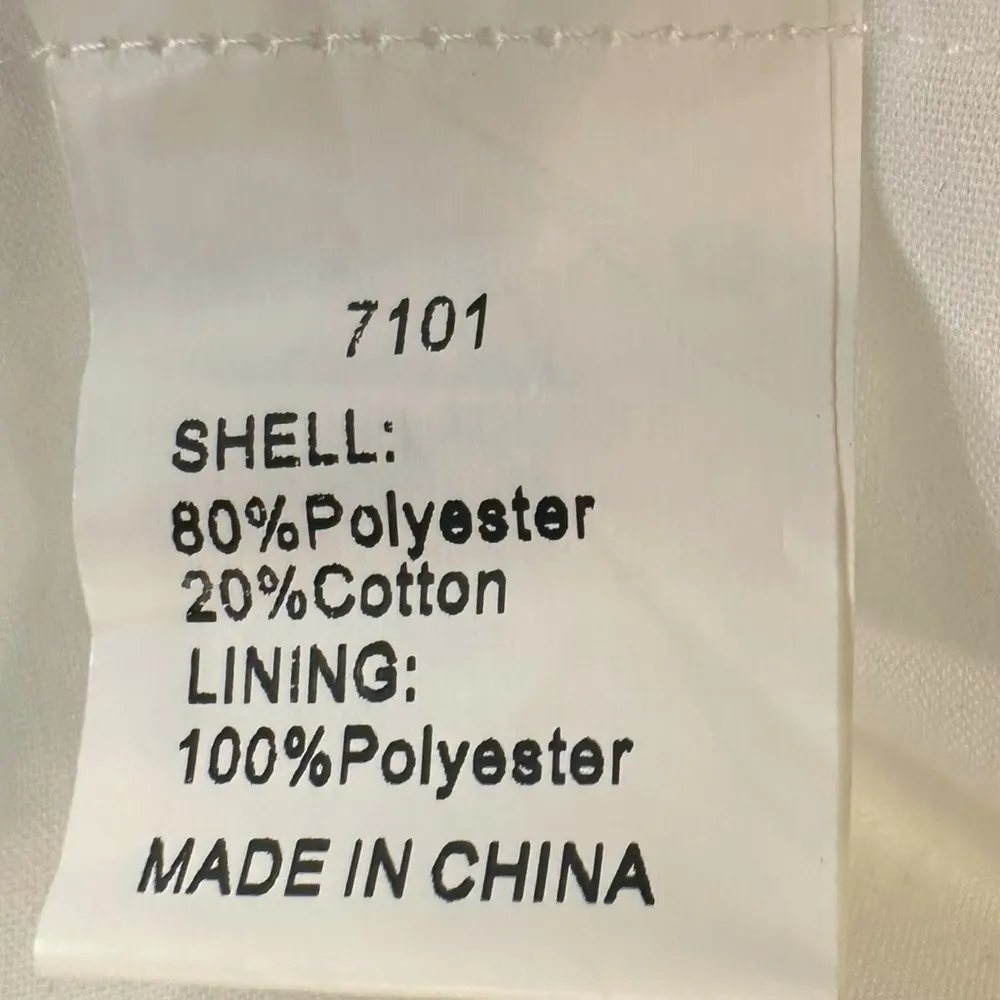 7101
SHELL:
80%Polyester
20%Cotton
LINING:
100%Polyester
MADE IN CHINA